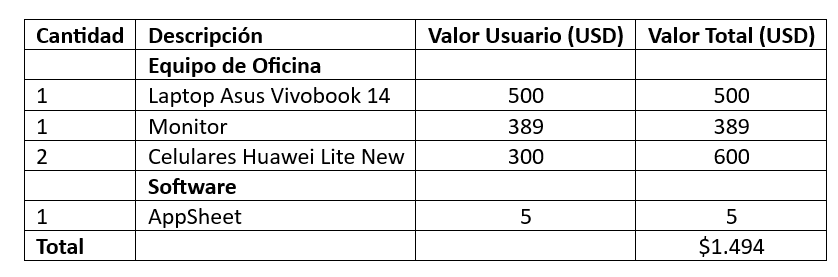 Cantidad Descripción Valor Usuario (USD) Valor Total (USD)
Equipo de Oficina
1 Laptop Asus Vivobook 14 500 500
1 Monitor 389 389
2 Celulares Huawei Lite New 300 600
Software
1 AppSheet 5 5
Total $1.494